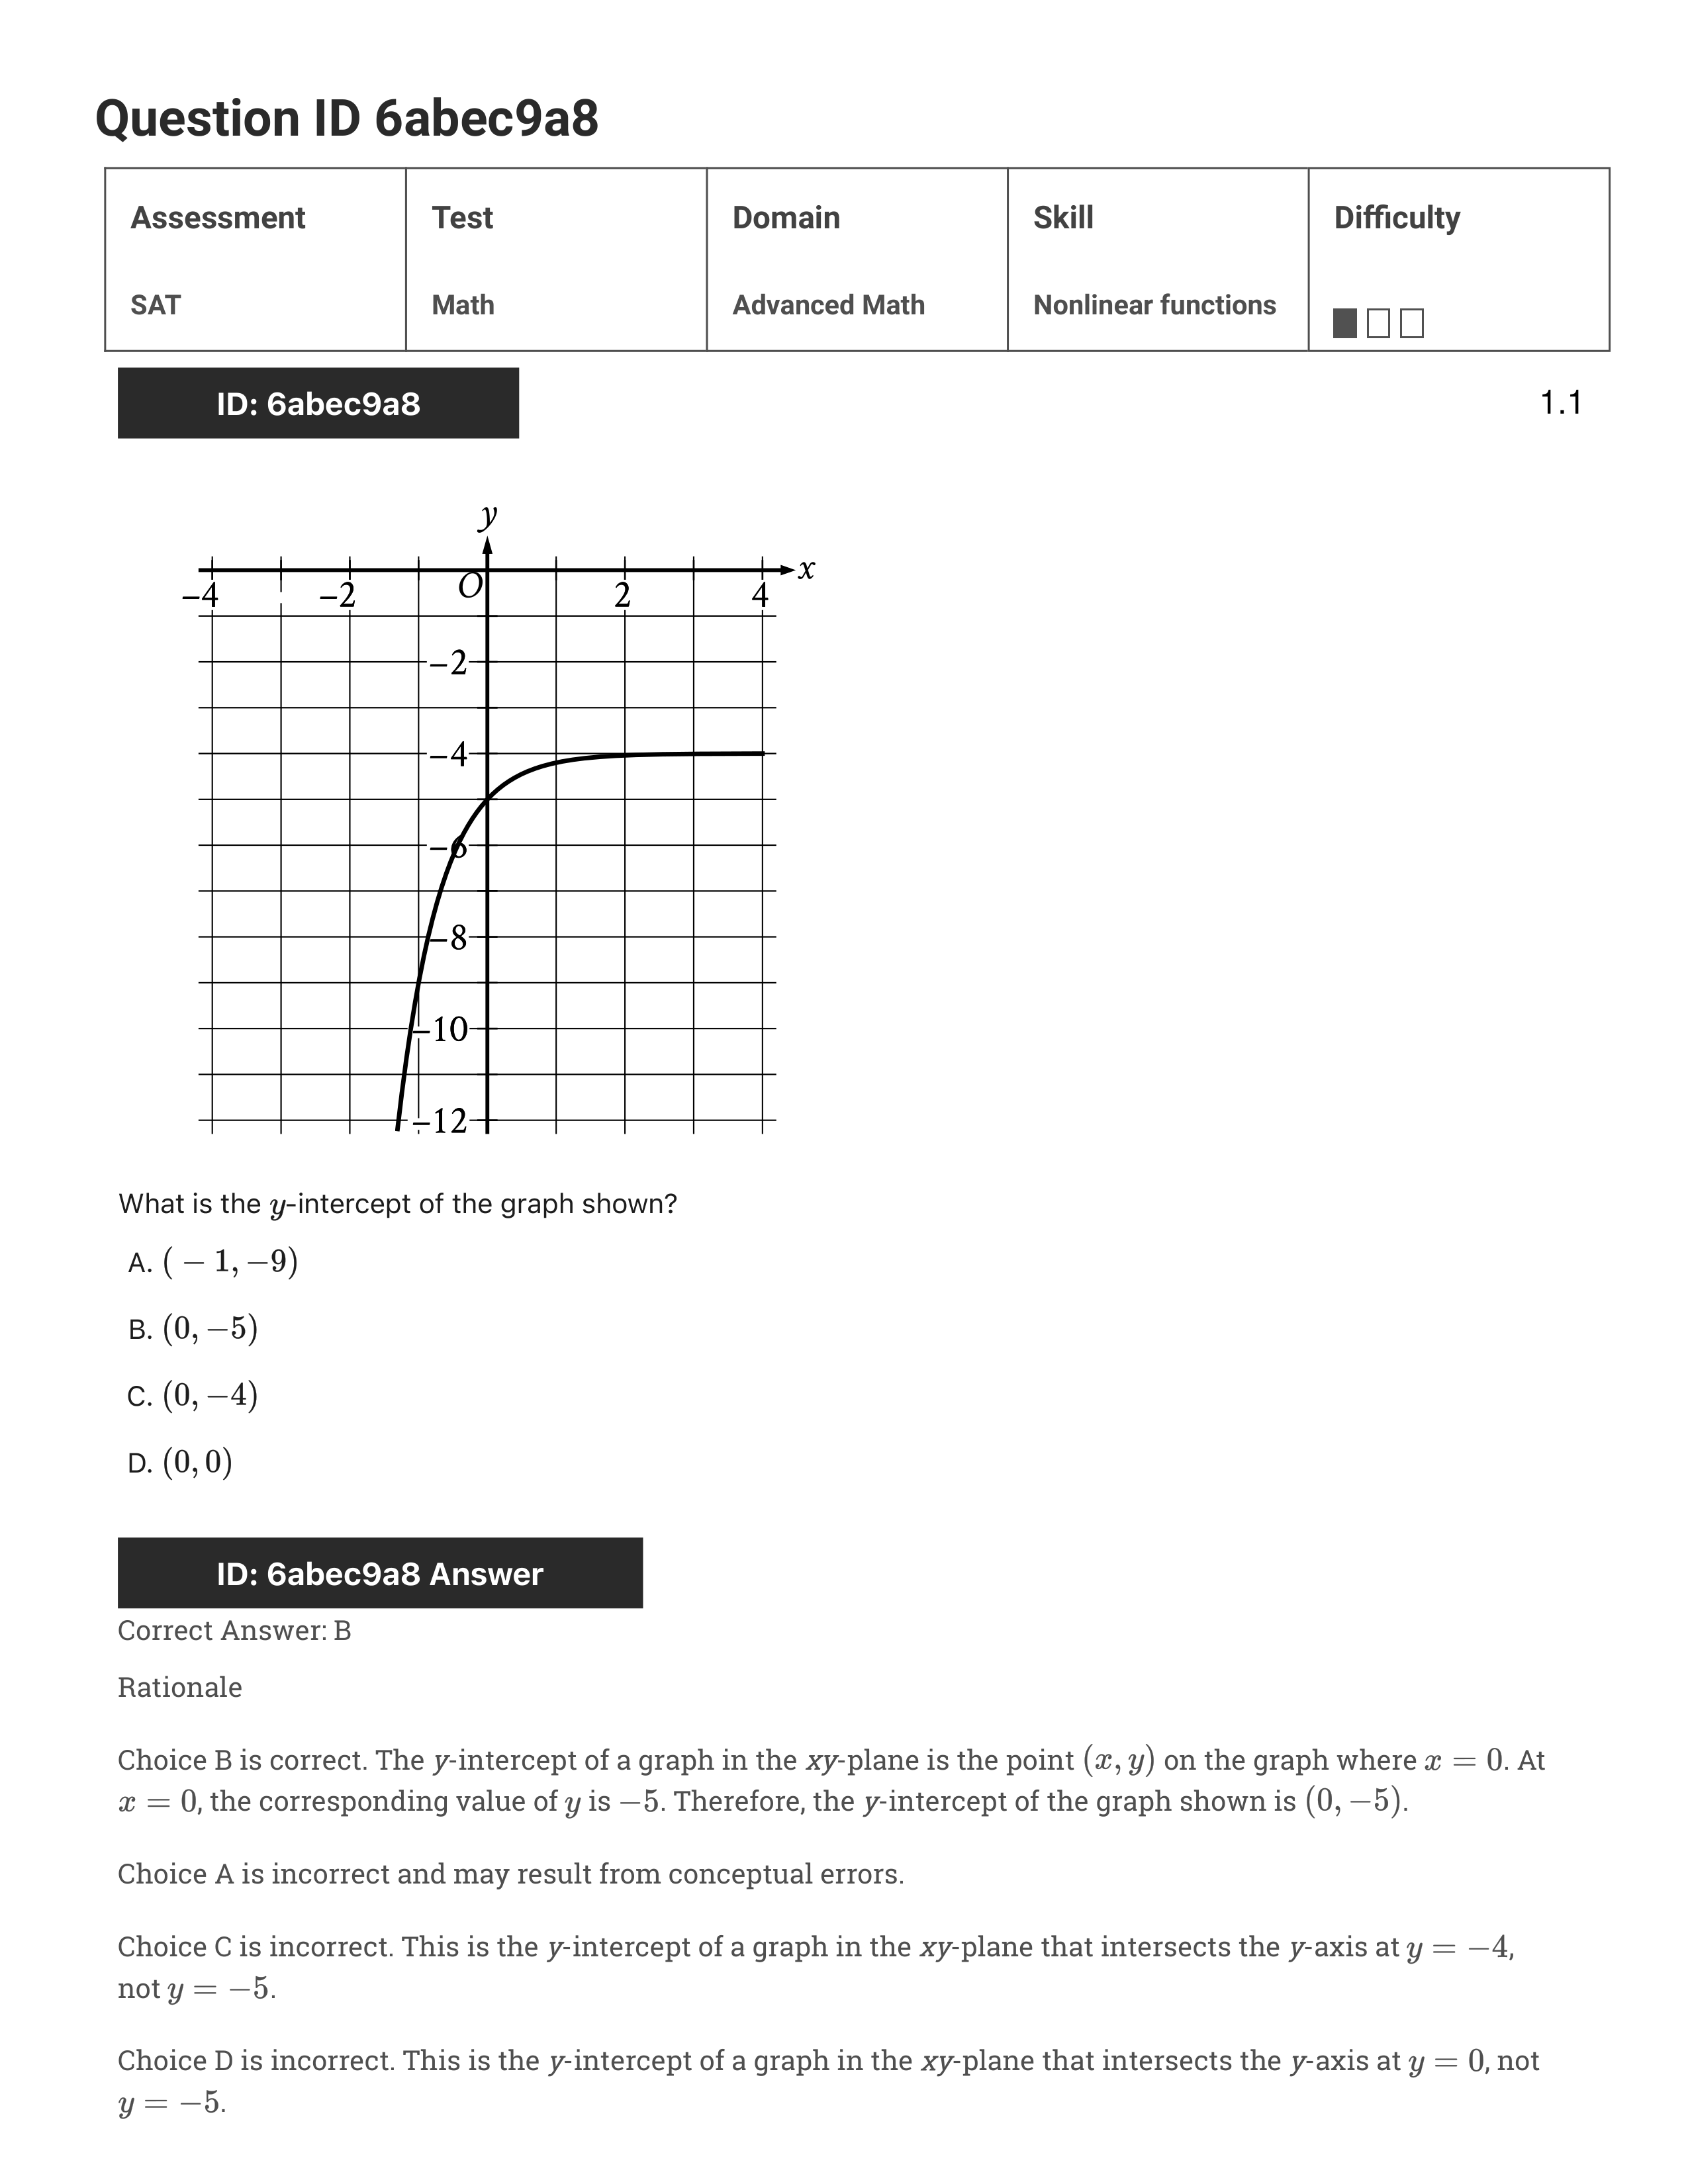 Question ID 6abec9a8
Assessment Test Domain Skill Difficulty
SAT Math Advanced Math Nonlinear functions
ID: 6abec9a8
1.1
y
x
−4 −2 O 2 4
−2
−4
−6
−8
−10
−12
What is the y-intercept of the graph shown?
A. (−1, −9)
B. (0, −5)
C. (0, −4)
D. (0, 0)
ID: 6abec9a8 Answer
Correct Answer: B
Rationale
Choice B is correct. The y-intercept of a graph in the xy-plane is the point (x, y) on the graph where x = 0. At
x = 0, the corresponding value of y is −5. Therefore, the y-intercept of the graph shown is (0, −5).
Choice A is incorrect and may result from conceptual errors.
Choice C is incorrect. This is the y-intercept of a graph in the xy-plane that intersects the y-axis at y = −4,
not y = −5.
Choice D is incorrect. This is the y-intercept of a graph in the xy-plane that intersects the y-axis at y = 0, not
y = −5.